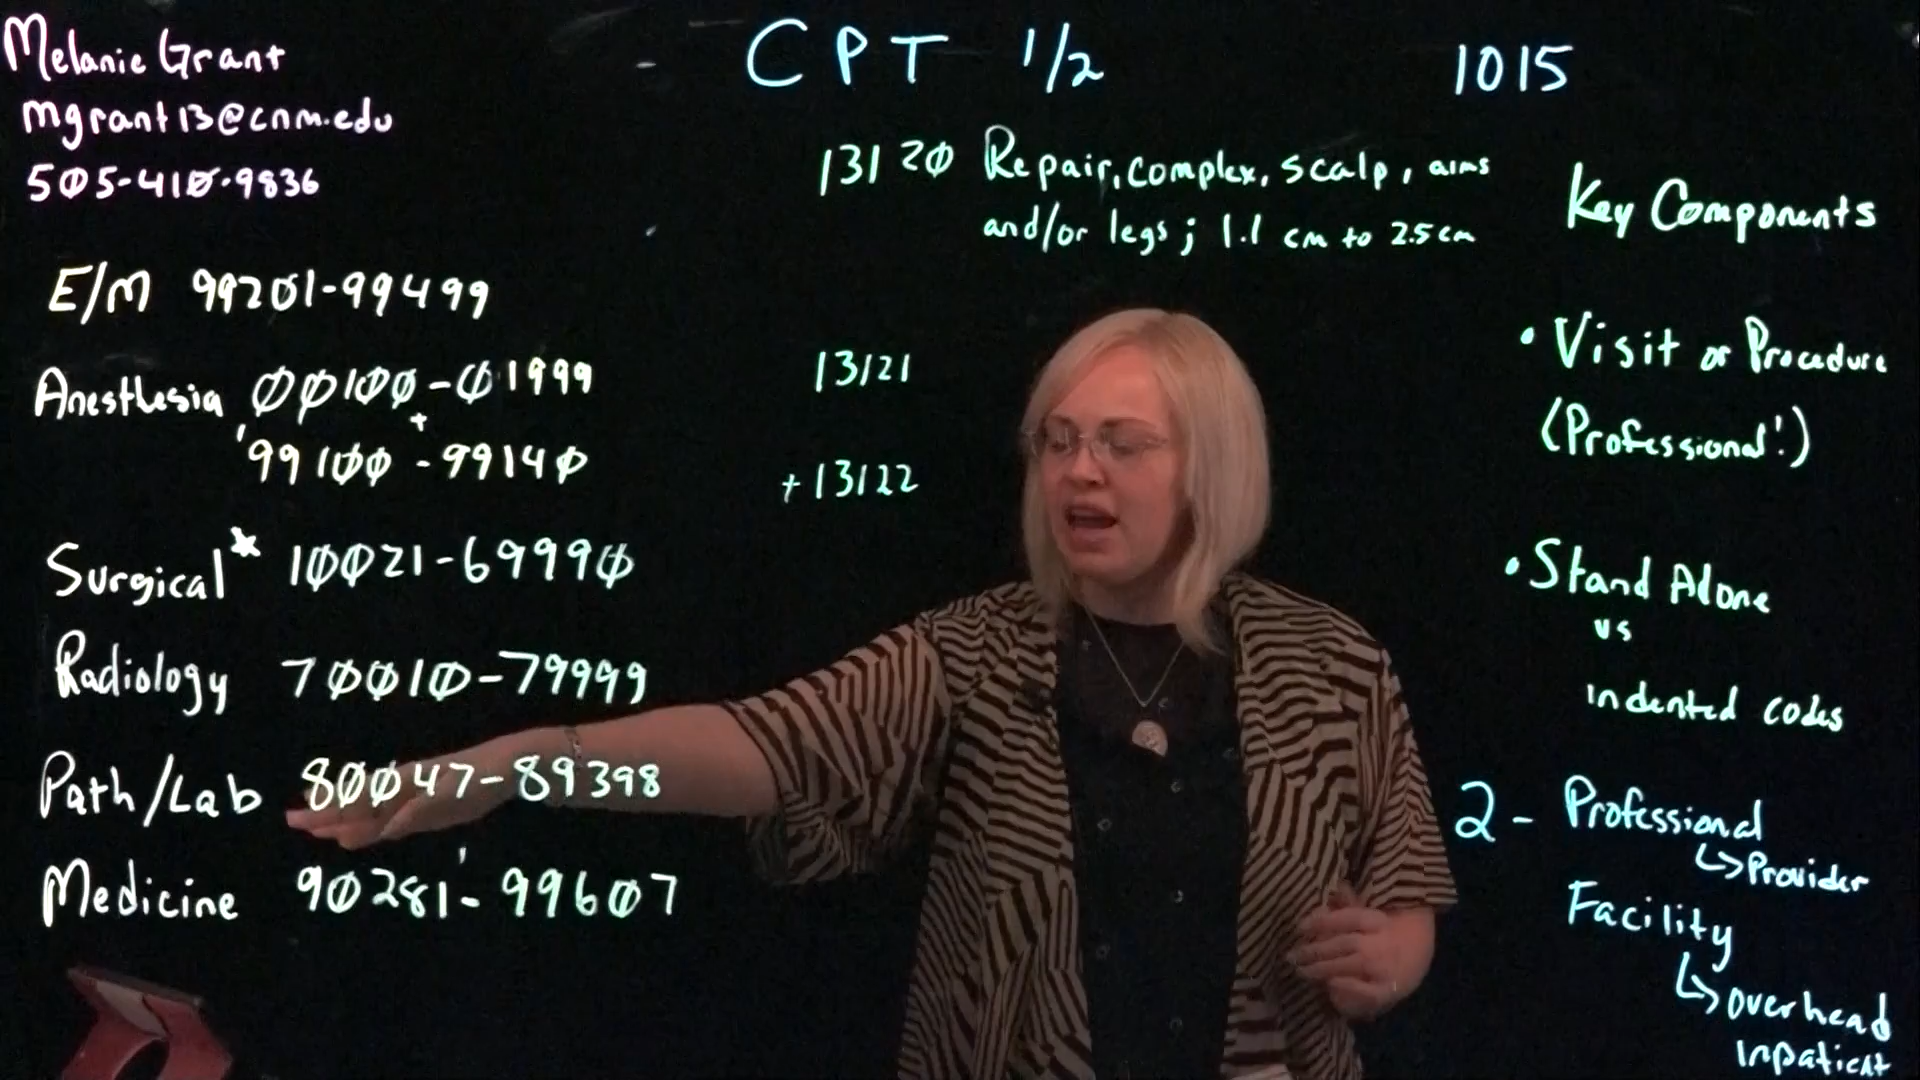 Melanie Grant
mgrant13@cnm.edu
505-410-9836
E/M 99201-99499
Anesthesia 00100-01999
+
99100-99140
Surgical* 10021-69990
Radiology 70010-79999
Path/Lab 80047-89398
Medicine 90281-99607
CPT 1/2
13120 Repair, complex, scalp, arms
and/or legs; 1.1 cm to 2.5 cm
13121
+13122
1015
Key Components
• Visit or Procedure
(Professional!)
• Stand Alone
vs
indented codes
2 - Professional
↳ Provider
Facility
↳ overhead
inpatient